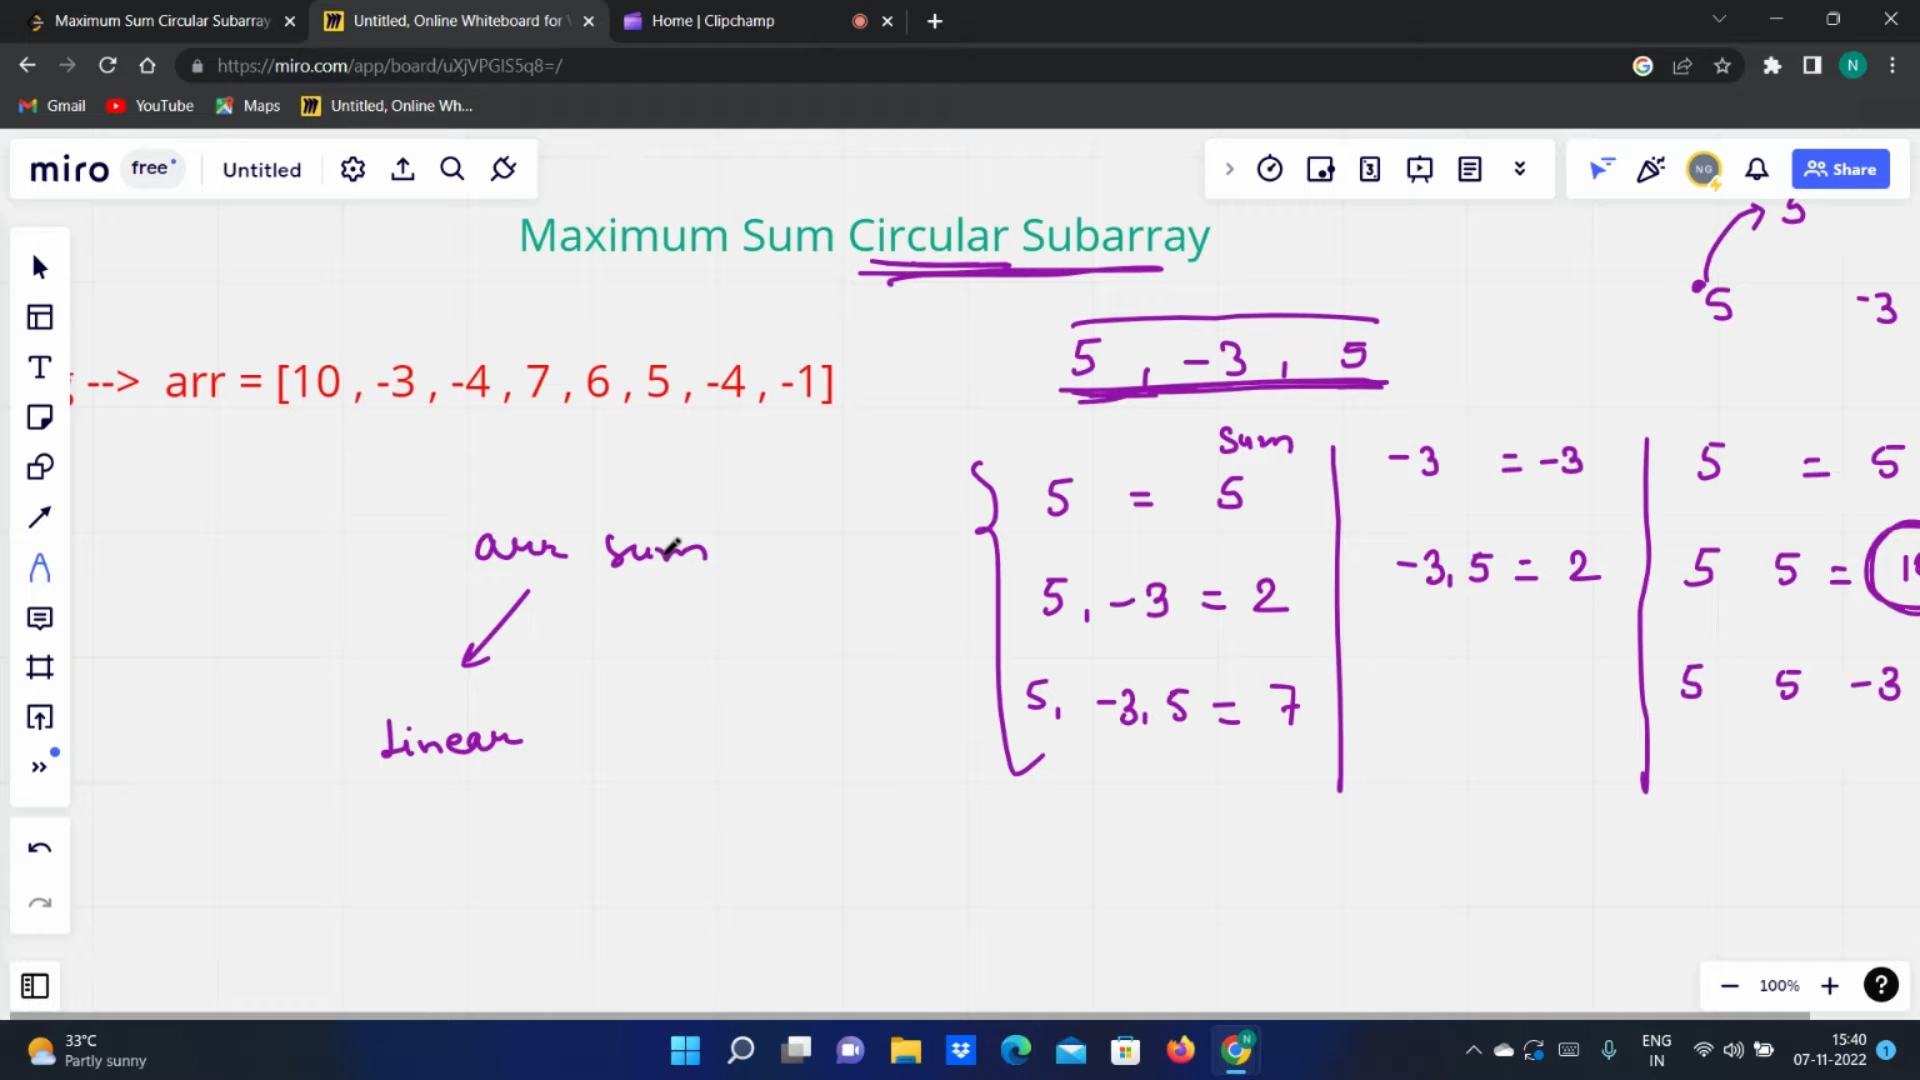 Maximum Sum Circular Subarray
Untitled, Online Whiteboard for
Home | Clipchamp
https://miro.com/app/board/uXjVPGlS5q8=/
N
Gmail
YouTube
Maps
Untitled, Online Wh...
miro
free
Untitled
3
NG
Share
Maximum Sum Circular Subarray
5
5 -3
5 , -3 , 5
--> arr = [10 , -3 , -4 , 7 , 6 , 5 , -4 , -1]
Sum
5 = 5
5, -3 = 2
5, -3, 5 = 7
-3 = -3
-3, 5 = 2
5 = 5
5 5 =
5 5 -3
arr sum
linear
100%
?
33°C
Partly sunny
N
ENG
IN
15:40
07-11-2022
1